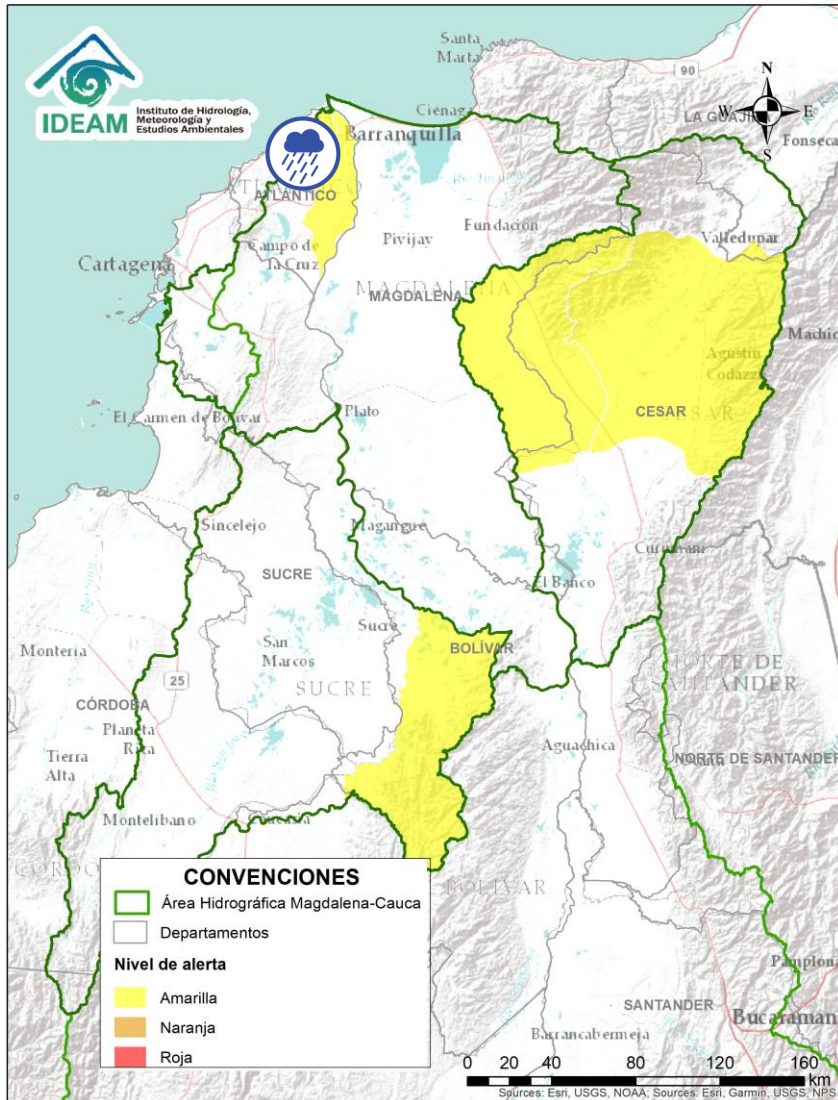 IDEAM
Instituto de Hidrología,
Meteorología y
Estudios Ambientales
Santa
Marta
90
N
W
E
S
LA GUAJI
Fonseca
Ciénaga
Barranquilla
ATLÁNTICO
Pivijay
Fundación
Valledupar
Campo de
La Cruz
Cartagena
MAGDALENA
MAGDALENA
Agustín
Codazzi
CESAR
El Carmen de Bolívar
Plato
Sincelejo
Magangue
Curumaní
SUCRE
El Banco
Sucre
BOLÍVAR
San
Marcos
SUCRE
Montería
25
CÓRDOBA
NORTE DE
SANTANDER
Planeta
Rica
Aguachica
Tierra
Alta
NORTE DE SANTANDER
Montelíbano
BOLÍVAR
CONVENCIONES
Área Hidrográfica Magdalena-Cauca
Departamentos
Nivel de alerta
Amarilla
Naranja
Roja
Pamplona
SANTANDER
Bucaraman
Barrancabermeja
0 20 40 80 120 160
km
Sources: Esri, USGS, NOAA; Sources: Esri, Garmin, USGS, NPS